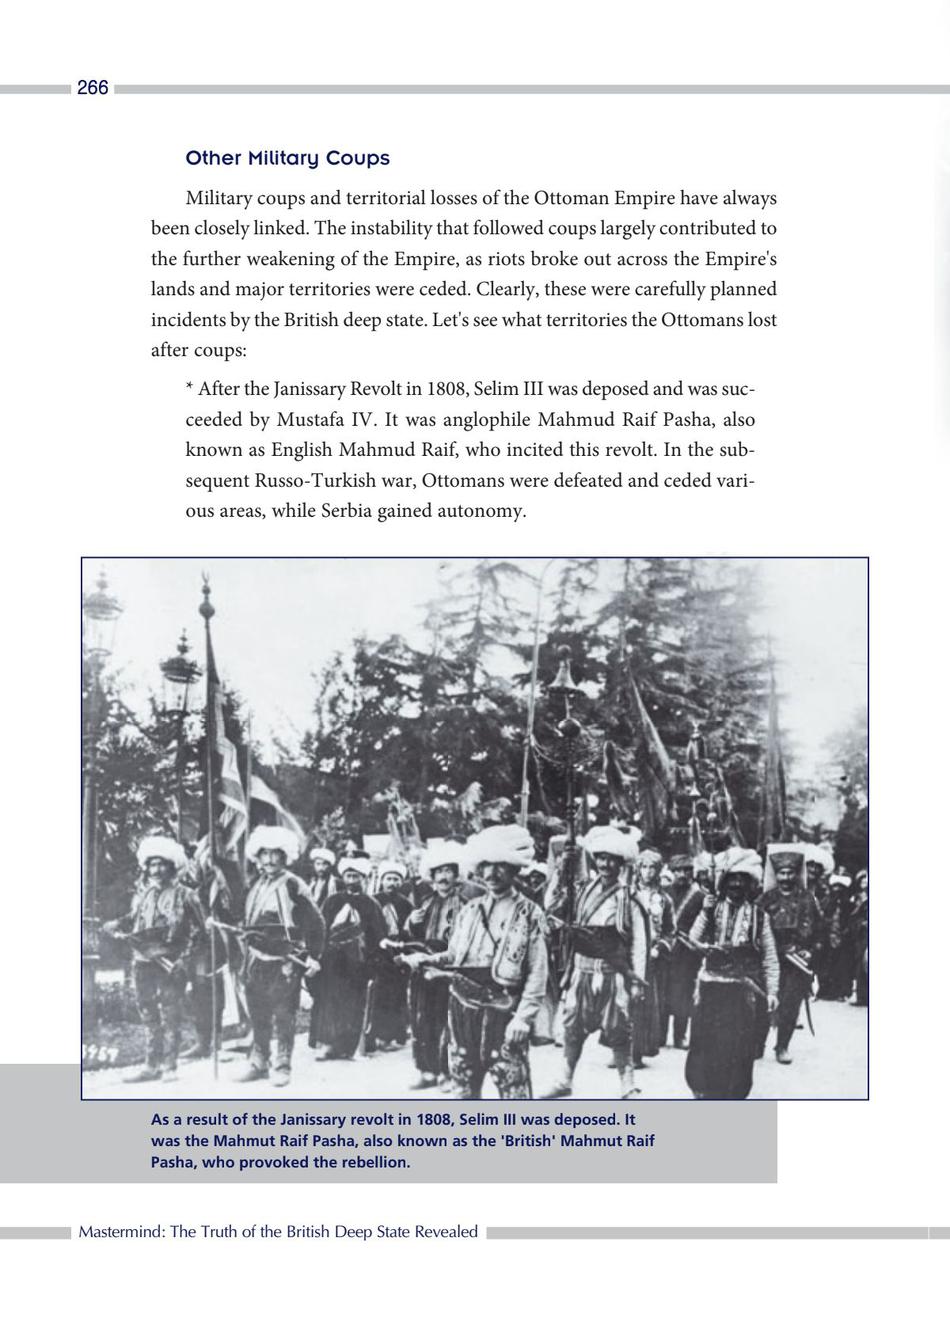 266
Other Military Coups
Military coups and territorial losses of the Ottoman Empire have always
been closely linked. The instability that followed coups largely contributed to
the further weakening of the Empire, as riots broke out across the Empire's
lands and major territories were ceded. Clearly, these were carefully planned
incidents by the British deep state. Let's see what territories the Ottomans lost
after coups:
* After the Janissary Revolt in 1808, Selim III was deposed and was suc-
ceeded by Mustafa IV. It was anglophile Mahmud Raif Pasha, also
known as English Mahmud Raif, who incited this revolt. In the sub-
sequent Russo-Turkish war, Ottomans were defeated and ceded vari-
ous areas, while Serbia gained autonomy.
As a result of the Janissary revolt in 1808, Selim III was deposed. It
was the Mahmut Raif Pasha, also known as the 'British' Mahmut Raif
Pasha, who provoked the rebellion.
Mastermind: The Truth of the British Deep State Revealed